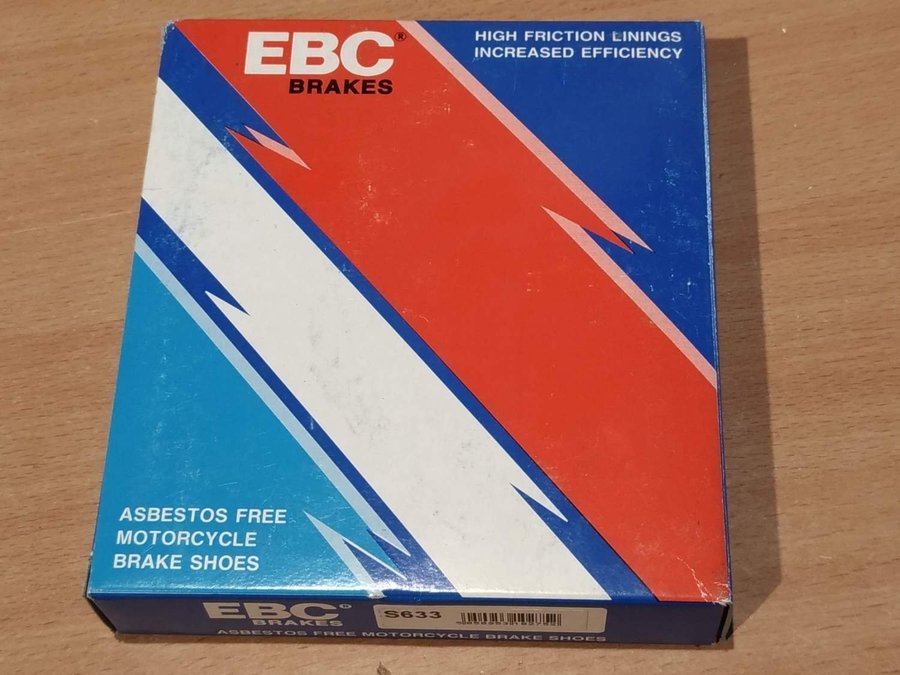 EBC®
BRAKES
HIGH FRICTION LININGS
INCREASED EFFICIENCY
ASBESTOS FREE
MOTORCYCLE
BRAKE SHOES
EBC®
BRAKES
S633
ASBESTOS FREE MOTORCYCLE BRAKE SHOES